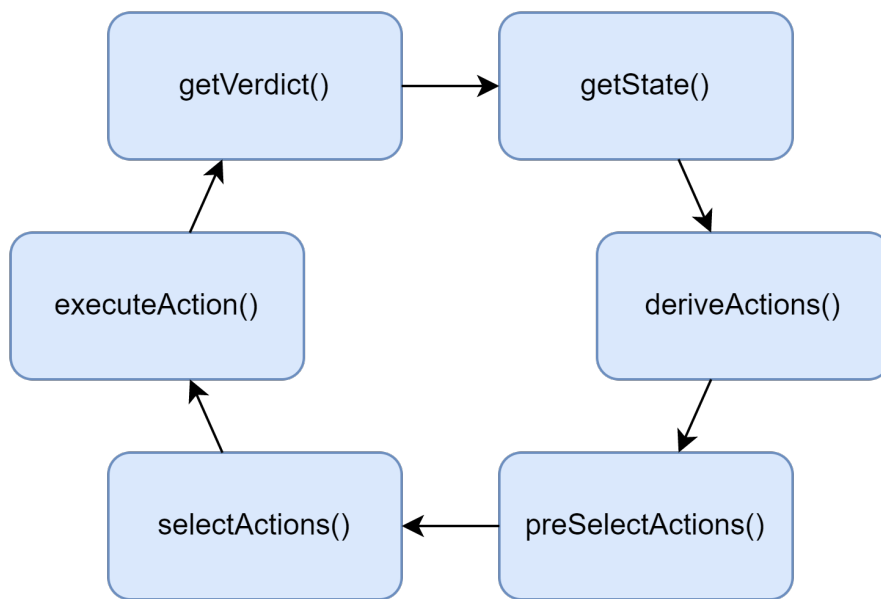 getVerdict()
getState()
executeAction()
deriveActions()
selectActions()
preSelectActions()